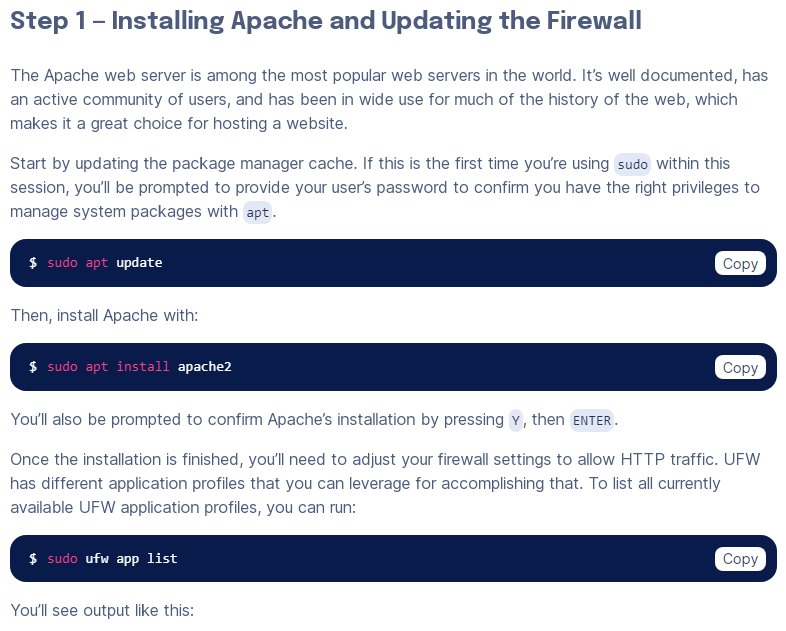 Step 1 – Installing Apache and Updating the Firewall
The Apache web server is among the most popular web servers in the world. It’s well documented, has
an active community of users, and has been in wide use for much of the history of the web, which
makes it a great choice for hosting a website.
Start by updating the package manager cache. If this is the first time you’re using sudo within this
session, you’ll be prompted to provide your user’s password to confirm you have the right privileges to
manage system packages with apt.
$ sudo apt update
Copy
Then, install Apache with:
$ sudo apt install apache2
Copy
You’ll also be prompted to confirm Apache’s installation by pressing Y, then ENTER.
Once the installation is finished, you’ll need to adjust your firewall settings to allow HTTP traffic. UFW
has different application profiles that you can leverage for accomplishing that. To list all currently
available UFW application profiles, you can run:
$ sudo ufw app list
Copy
You’ll see output like this: